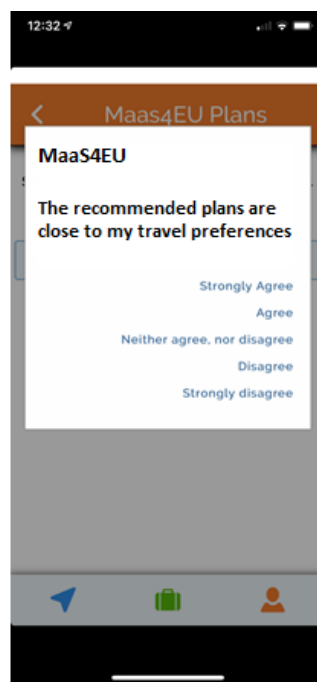 12:32
Maas4EU Plans
MaaS4EU
The recommended plans are
close to my travel preferences
Strongly Agree
Agree
Neither agree, nor disagree
Disagree
Strongly disagree